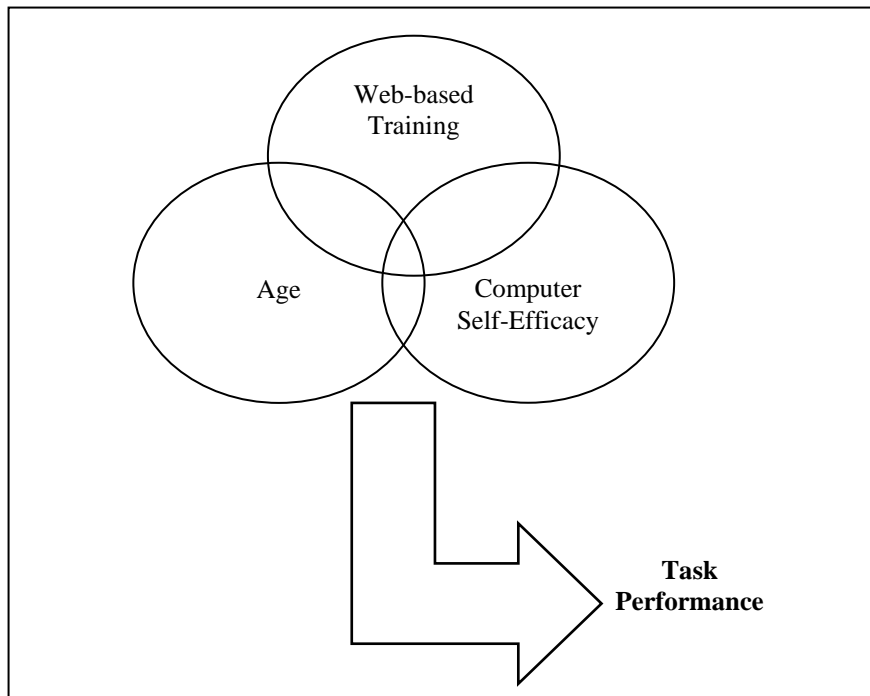 Web-based
Training
Age
Computer
Self-Efficacy
Task
Performance